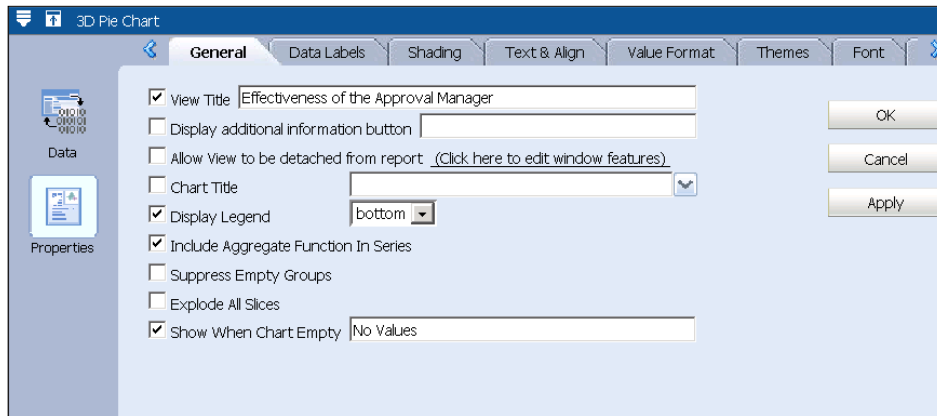 3D Pie Chart
General Data Labels Shading Text & Align Value Format Themes Font
View Title Effectiveness of the Approval Manager
Display additional information button
Allow View to be detached from report (Click here to edit window features)
Chart Title
Display Legend bottom
Include Aggregate Function In Series
Suppress Empty Groups
Explode All Slices
Show When Chart Empty No Values
01010
01010
01010
Data
Properties
OK
Cancel
Apply